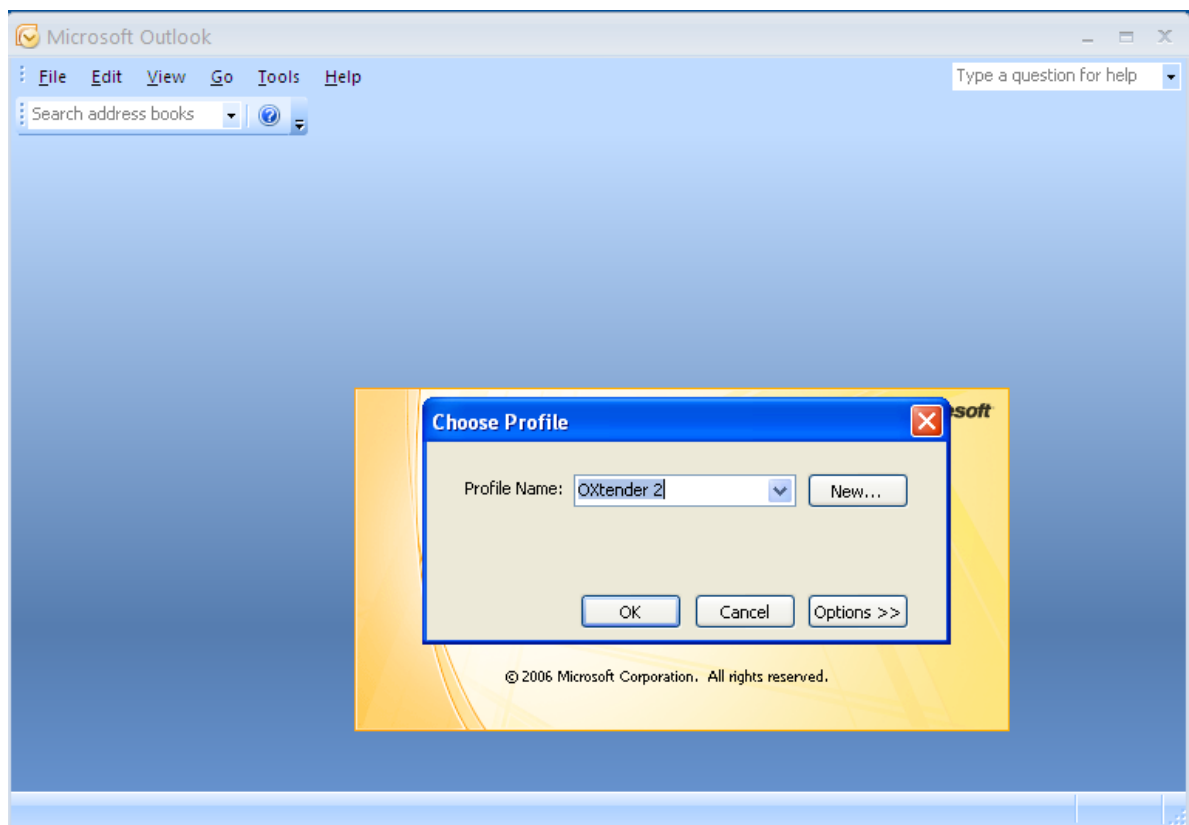 Microsoft Outlook
File Edit View Go Tools Help
Type a question for help
Search address books
Choose Profile
soft
Profile Name: OXtender 2 New...
OK Cancel Options >>
© 2006 Microsoft Corporation. All rights reserved.